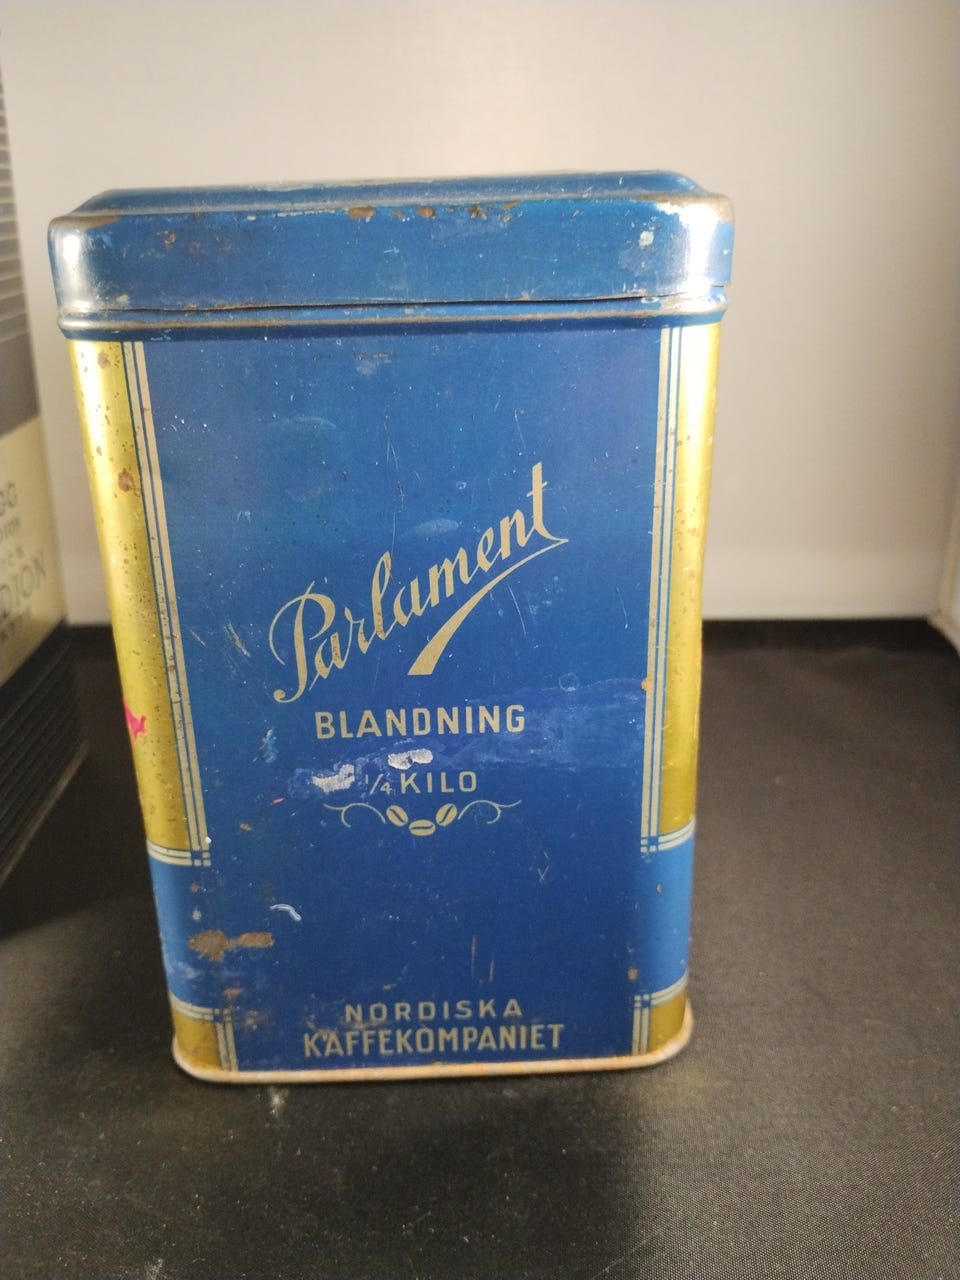 Parlament
BLANDNING
1/4 KILO
NORDISKA
KAFFEKOMPANIET